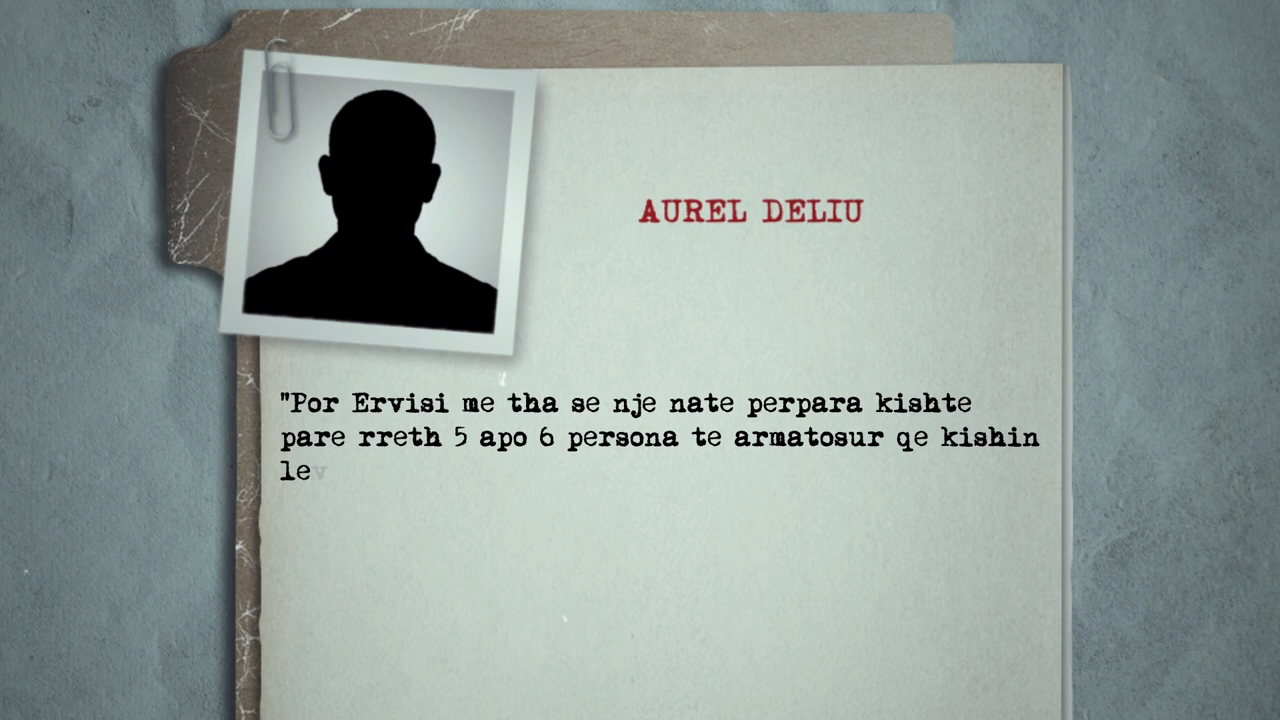 AUREL DELIU
"Por Ervisi me tha se nje nate perpara kishte
pare rreth 5 apo 6 persona te armatosur qe kishin
lev